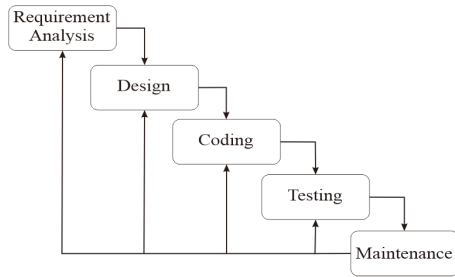 Requirement
Analysis
Design
Coding
Testing
Maintenance